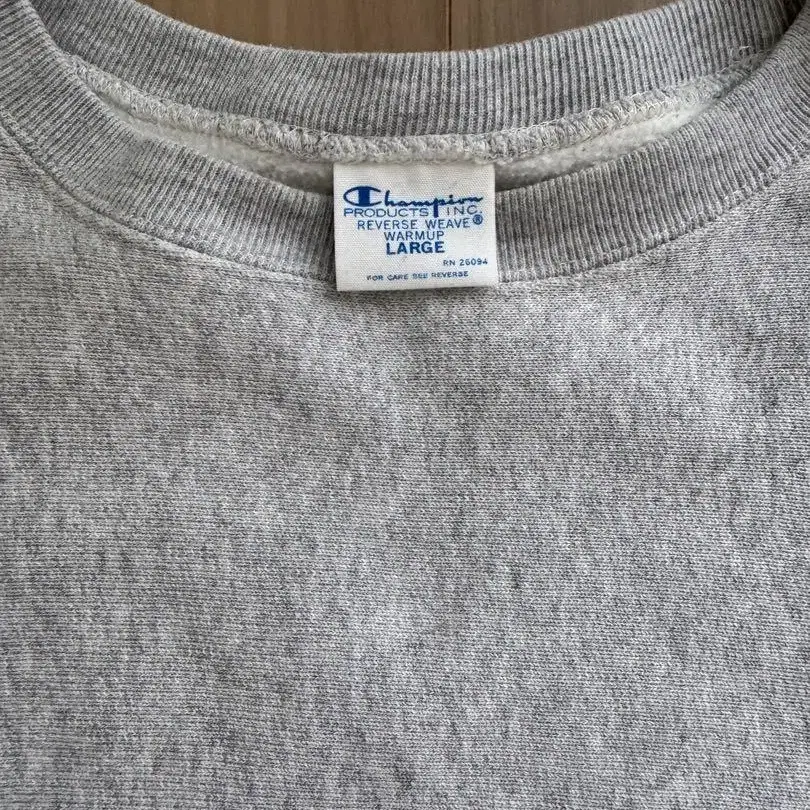 Champion
PRODUCTS INC.
REVERSE WEAVE®
WARMUP
LARGE
RN 26094
FOR CARE SEE REVERSE